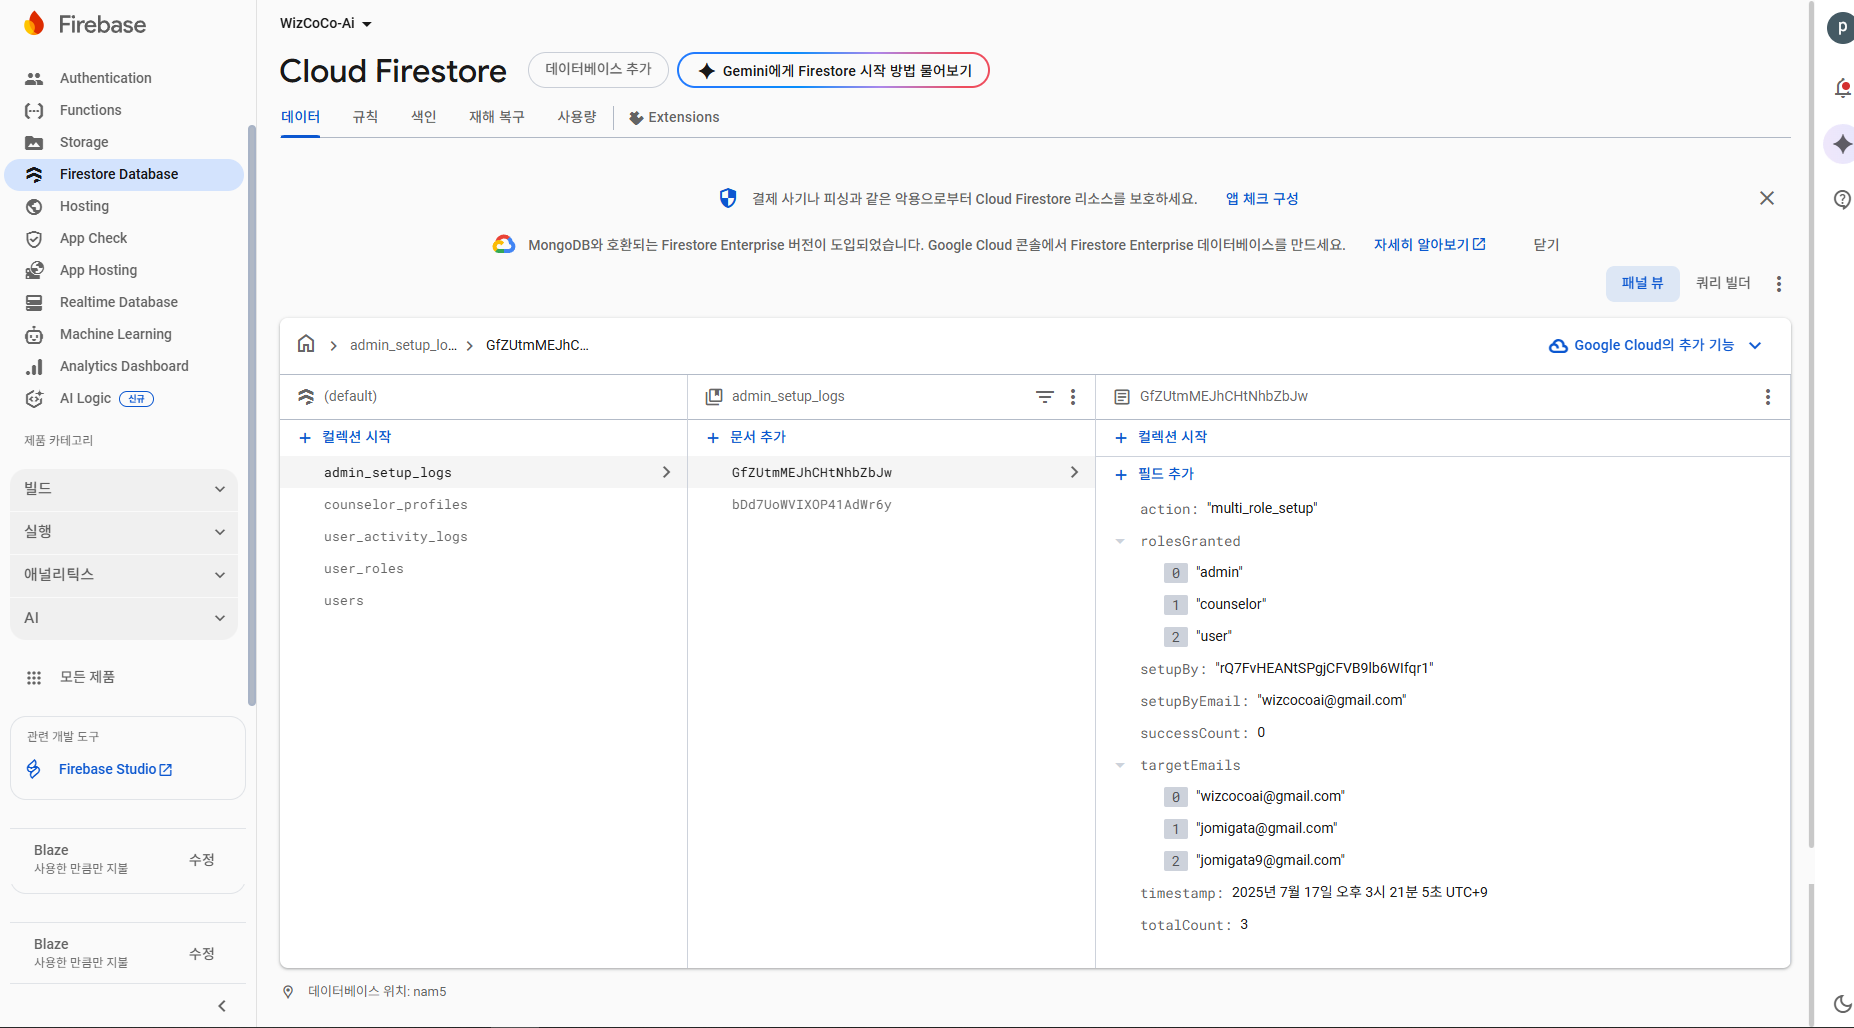 Firebase
Authentication
Functions
Storage
Firestore Database
Hosting
App Check
App Hosting
Realtime Database
Machine Learning
Analytics Dashboard
AI Logic 신규
제품 카테고리
빌드
실행
애널리틱스
AI
모든 제품
관련 개발 도구
Firebase Studio
Blaze
사용한 만큼만 지불
수정
Blaze
사용한 만큼만 지불
수정
WizCoCo-Ai
Cloud Firestore
데이터베이스 추가
Gemini에게 Firestore 시작 방법 물어보기
데이터 규칙 색인 재해 복구 사용량 Extensions
결제 사기나 피싱과 같은 악용으로부터 Cloud Firestore 리소스를 보호하세요. 앱 체크 구성
MongoDB와 호환되는 Firestore Enterprise 버전이 도입되었습니다. Google Cloud 콘솔에서 Firestore Enterprise 데이터베이스를 만드세요. 자세히 알아보기 닫기
패널 뷰 쿼리 빌더
admin_setup_lo... GfZUtmMEJhC...
Google Cloud의 추가 기능
(default)
+ 컬렉션 시작
admin_setup_logs
counselor_profiles
user_activity_logs
user_roles
users
admin_setup_logs
+ 문서 추가
GfZUtmMEJhCHtNhbZbJw
bDd7UoWVIXOP41AdWr6y
GfZUtmMEJhCHtNhbZbJw
+ 컬렉션 시작
+ 필드 추가
action: "multi_role_setup"
rolesGranted
0 "admin"
1 "counselor"
2 "user"
setupBy: "rQ7FvHEANtSPgjCFVB9lb6WIfqr1"
setupByEmail: "wizcocoai@gmail.com"
successCount: 0
targetEmails
0 "wizcocoai@gmail.com"
1 "jomigata@gmail.com"
2 "jomigata9@gmail.com"
timestamp: 2025년 7월 17일 오후 3시 21분 5초 UTC+9
totalCount: 3
데이터베이스 위치: nam5
p